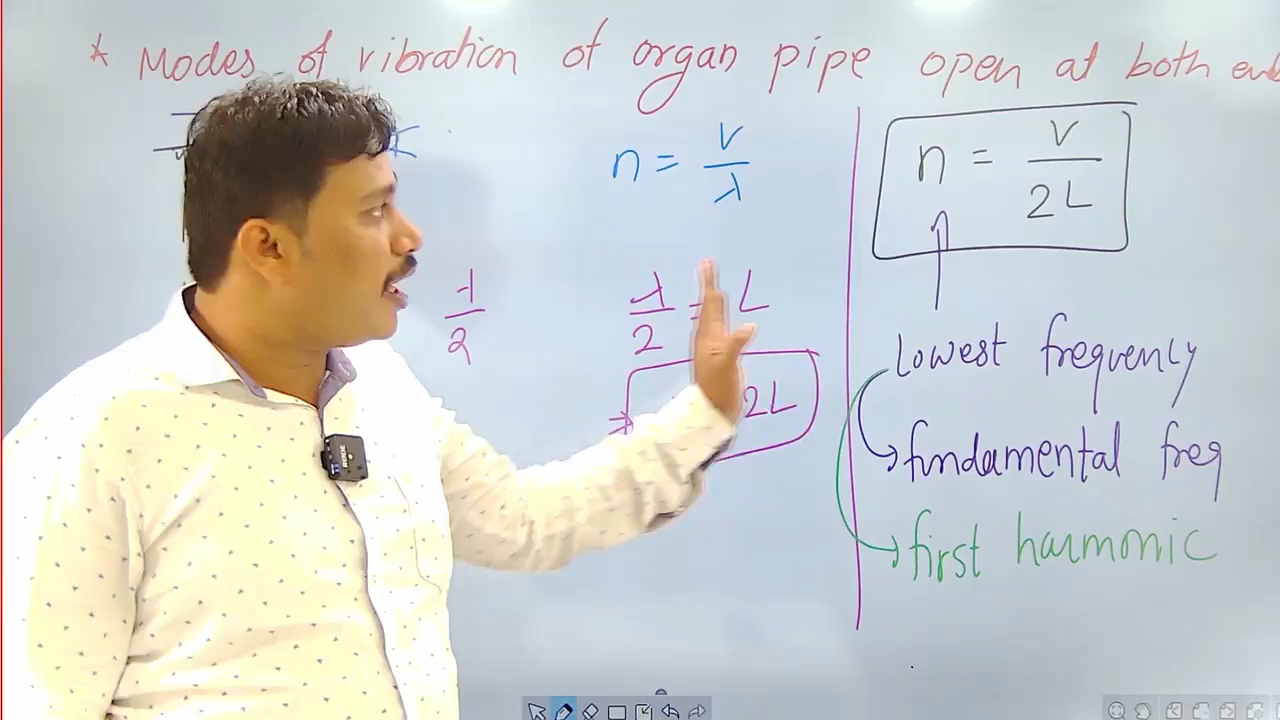 * Modes of vibration of organ pipe open at both
n = v/λ
λ/2
λ/2 = L
2L
n = v/2L
lowest frequency
fundamental freq
first harmonic